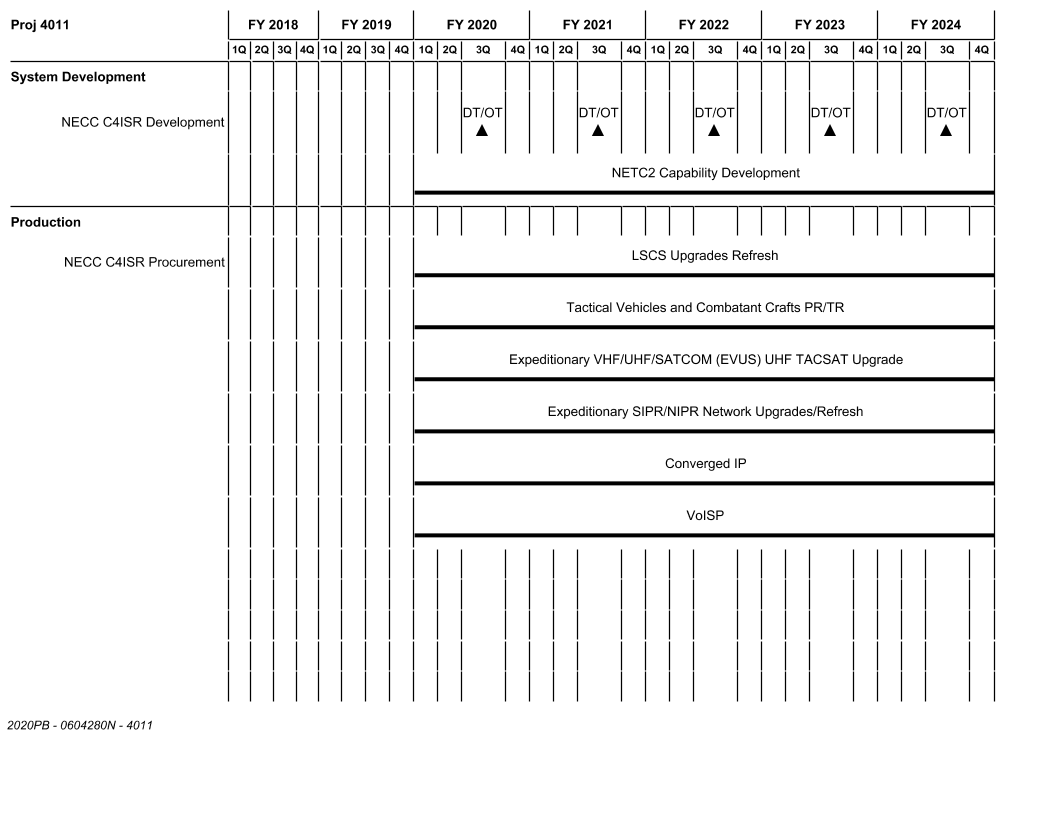 Proj 4011 FY 2018 FY 2019 FY 2020 FY 2021 FY 2022 FY 2023 FY 2024
1Q 2Q 3Q 4Q 1Q 2Q 3Q 4Q 1Q 2Q 3Q 4Q 1Q 2Q 3Q 4Q 1Q 2Q 3Q 4Q 1Q 2Q 3Q 4Q 1Q 2Q 3Q 4Q
System Development
DT/OT DT/OT DT/OT DT/OT DT/OT
NECC C4ISR Development
NETC2 Capability Development
Production
LSCS Upgrades Refresh
NECC C4ISR Procurement
Tactical Vehicles and Combatant Crafts PR/TR
Expeditionary VHF/UHF/SATCOM (EVUS) UHF TACSAT Upgrade
Expeditionary SIPR/NIPR Network Upgrades/Refresh
Converged IP
VoISP
2020PB - 0604280N - 4011